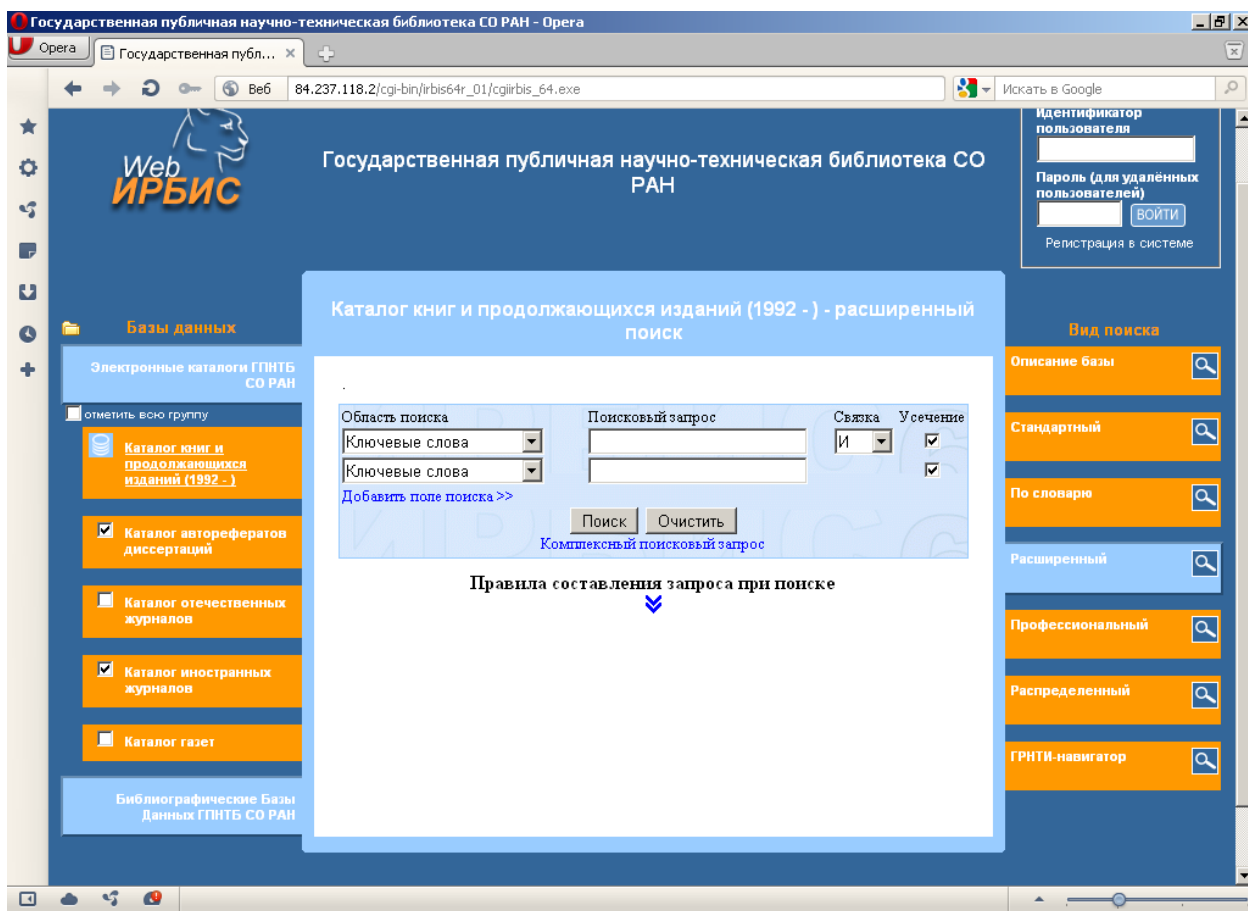 Государственная публичная научно-техническая библиотека СО РАН - Opera
Opera
Государственная публ...
Веб
84.237.118.2/cgi-bin/irbis64r_01/cgiirbis_64.exe
Искать в Google
Web
ИРБИС
Государственная публичная научно-техническая библиотека СО
РАН
Идентификатор
пользователя
Пароль (для удалённых
пользователей)
ВОЙТИ
Регистрация в системе
Базы данных
Электронные каталоги ГПНТБ
СО РАН
отметить всю группу
Каталог книг и
продолжающихся
изданий (1992 - )
Каталог авторефератов
диссертаций
Каталог отечественных
журналов
Каталог иностранных
журналов
Каталог газет
Библиографические Базы
Данных ГПНТБ СО РАН
Каталог книг и продолжающихся изданий (1992 - ) - расширенный
поиск
.
Область поиска Поисковый запрос Связка Усечение
Ключевые слова И
Ключевые слова
Добавить поле поиска >>
Поиск Очистить
Комплексный поисковый запрос
Правила составления запроса при поиске
Вид поиска
Описание базы
Стандартный
По словарю
Расширенный
Профессиональный
Распределенный
ГРНТИ-навигатор